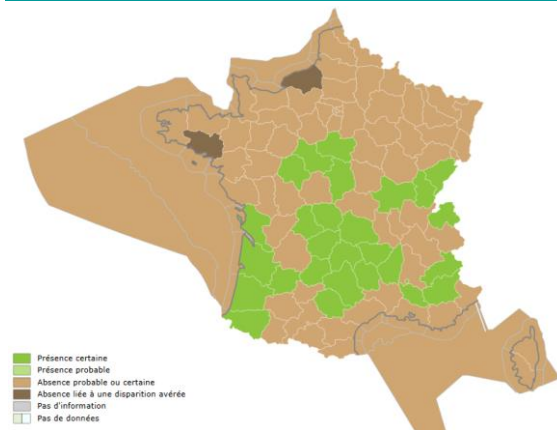 Présence certaine
Présence probable
Absence probable ou certaine
Absence liée à une disparition avérée
Pas d'information
Pas de données